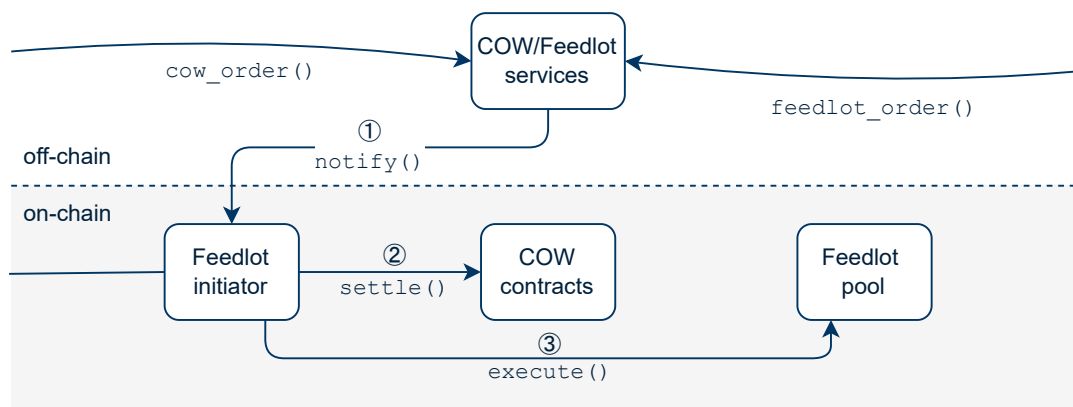 COW/Feedlot
services
cow_order()
feedlot_order()
①
notify()
off-chain
on-chain
Feedlot
initiator
②
settle()
COW
contracts
Feedlot
pool
③
execute()